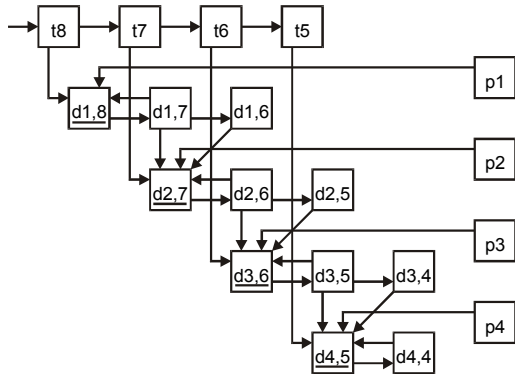 t8 t7 t6 t5
p1
d1,8 d1,7 d1,6
p2
d2,7 d2,6 d2,5
p3
d3,6 d3,5 d3,4
p4
d4,5 d4,4